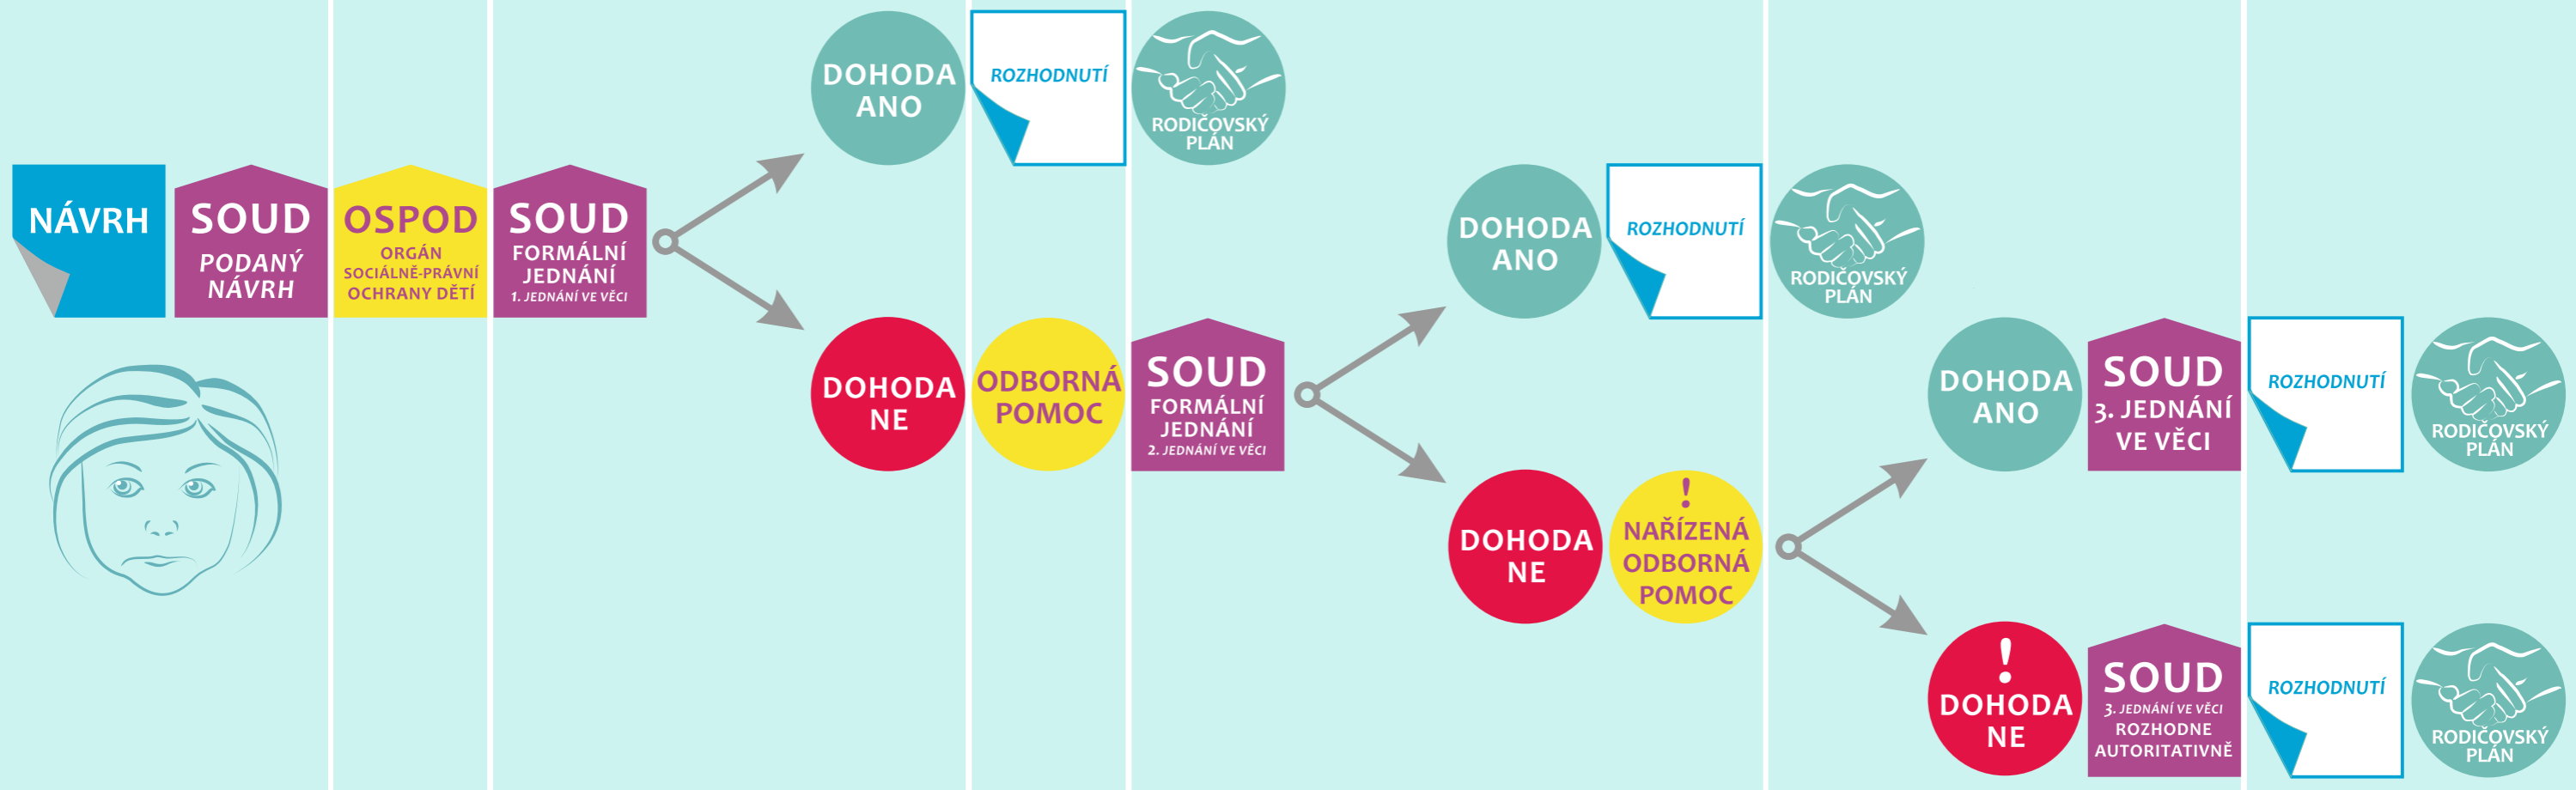 NÁVRH
SOUD
PODANÝ
NÁVRH
OSPOD
ORGÁN
SOCIÁLNĚ-PRÁVNÍ
OCHRANY DĚTÍ
SOUD
FORMÁLNÍ
JEDNÁNÍ
1. JEDNÁNÍ VE VĚCI
DOHODA
ANO
ROZHODNUTÍ
RODIČOVSKÝ
PLÁN
DOHODA
NE
ODBORNÁ
POMOC
SOUD
FORMÁLNÍ
JEDNÁNÍ
2. JEDNÁNÍ VE VĚCI
DOHODA
ANO
ROZHODNUTÍ
RODIČOVSKÝ
PLÁN
DOHODA
NE
!
NAŘÍZENÁ
ODBORNÁ
POMOC
DOHODA
ANO
SOUD
3. JEDNÁNÍ
VE VĚCI
ROZHODNUTÍ
RODIČOVSKÝ
PLÁN
!
DOHODA
NE
SOUD
3. JEDNÁNÍ VE VĚCI
ROZHODNE
AUTORITATIVNĚ
ROZHODNUTÍ
RODIČOVSKÝ
PLÁN